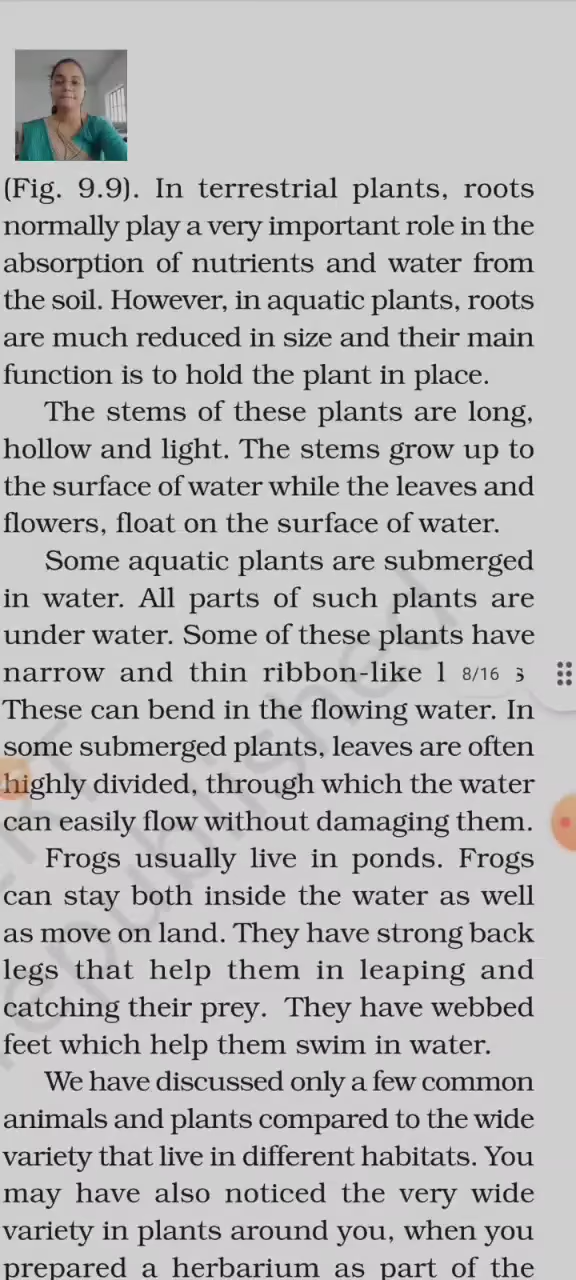 (Fig. 9.9). In terrestrial plants, roots
normally play a very important role in the
absorption of nutrients and water from
the soil. However, in aquatic plants, roots
are much reduced in size and their main
function is to hold the plant in place.
The stems of these plants are long,
hollow and light. The stems grow up to
the surface of water while the leaves and
flowers, float on the surface of water.
Some aquatic plants are submerged
in water. All parts of such plants are
under water. Some of these plants have
narrow and thin ribbon-like l 8/16 s
These can bend in the flowing water. In
some submerged plants, leaves are often
highly divided, through which the water
can easily flow without damaging them.
Frogs usually live in ponds. Frogs
can stay both inside the water as well
as move on land. They have strong back
legs that help them in leaping and
catching their prey. They have webbed
feet which help them swim in water.
We have discussed only a few common
animals and plants compared to the wide
variety that live in different habitats. You
may have also noticed the very wide
variety in plants around you, when you
prepared a herbarium as part of the
republished